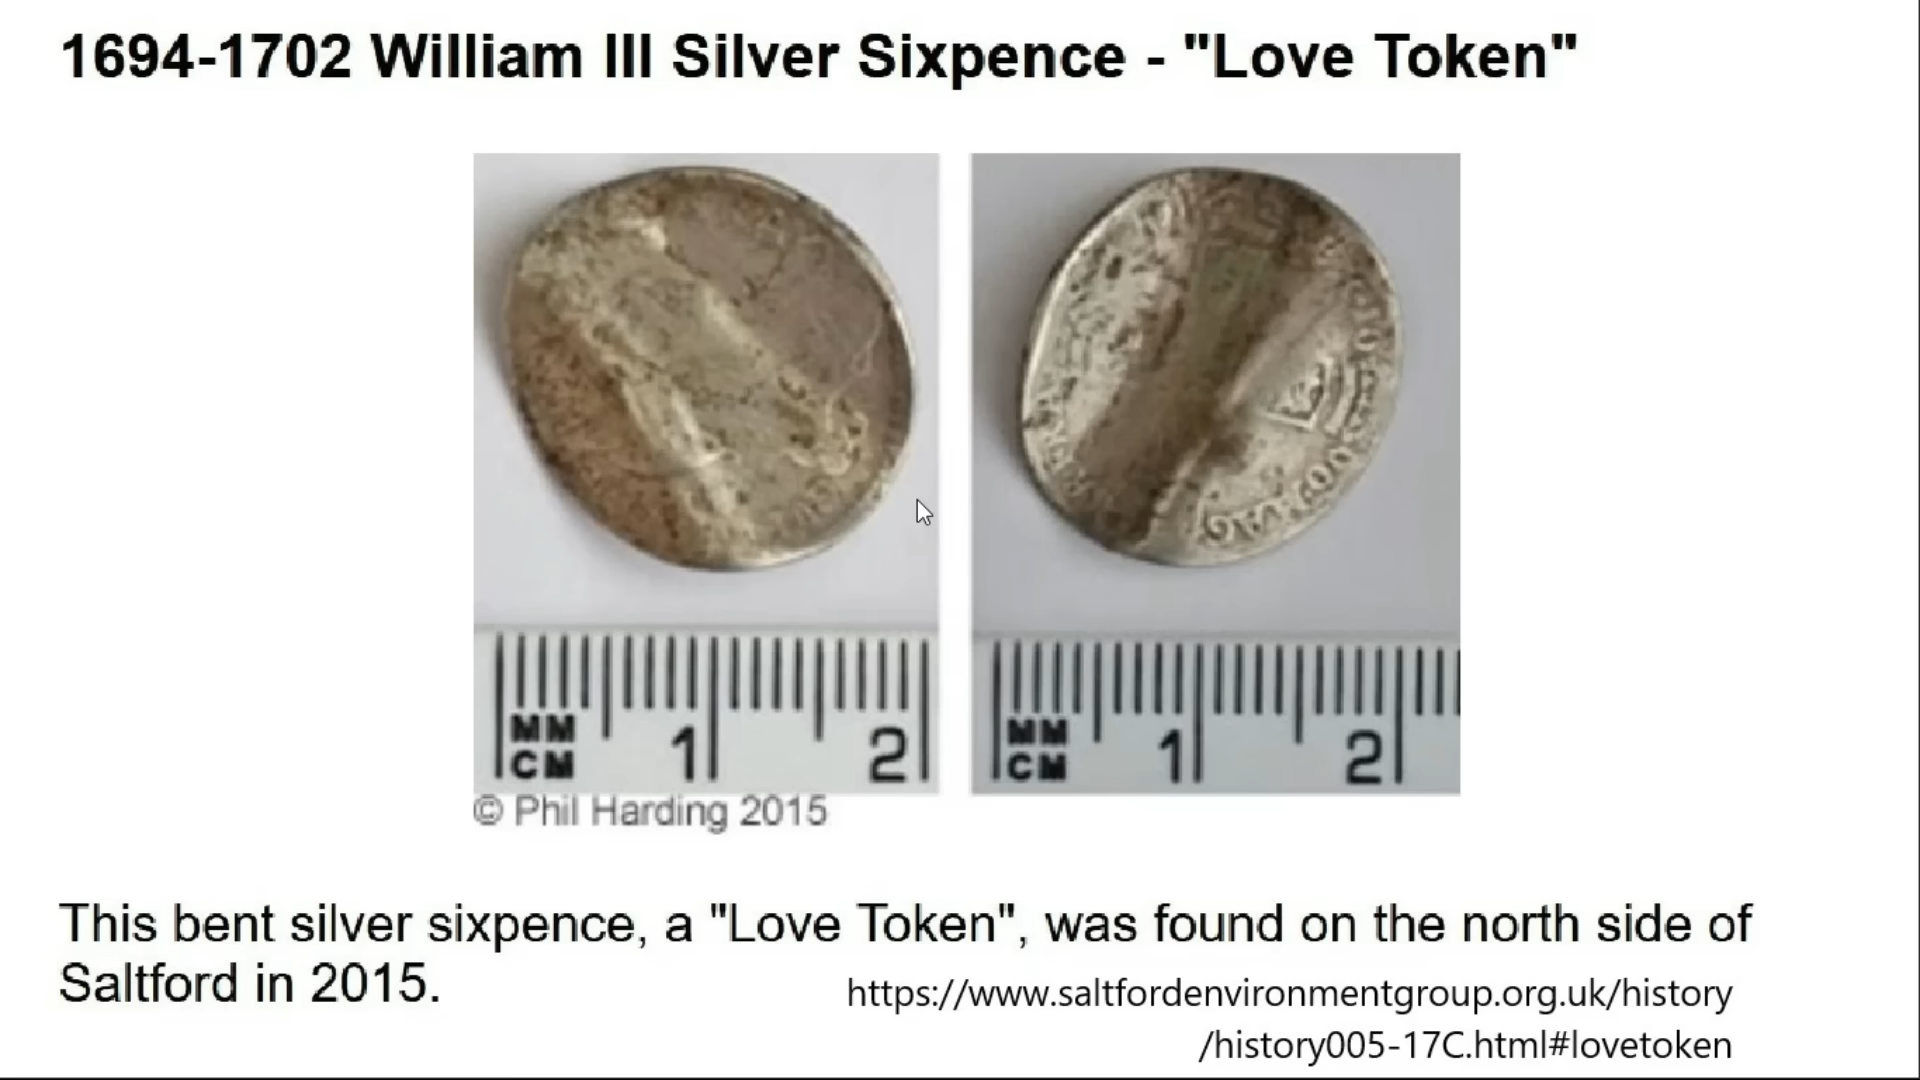 1694-1702 William III Silver Sixpence - "Love Token"
MM
CM
1
2
MM
CM
1
2
© Phil Harding 2015
This bent silver sixpence, a "Love Token", was found on the north side of
Saltford in 2015.
https://www.saltfordenvironmentgroup.org.uk/history
/history005-17C.html#lovetoken